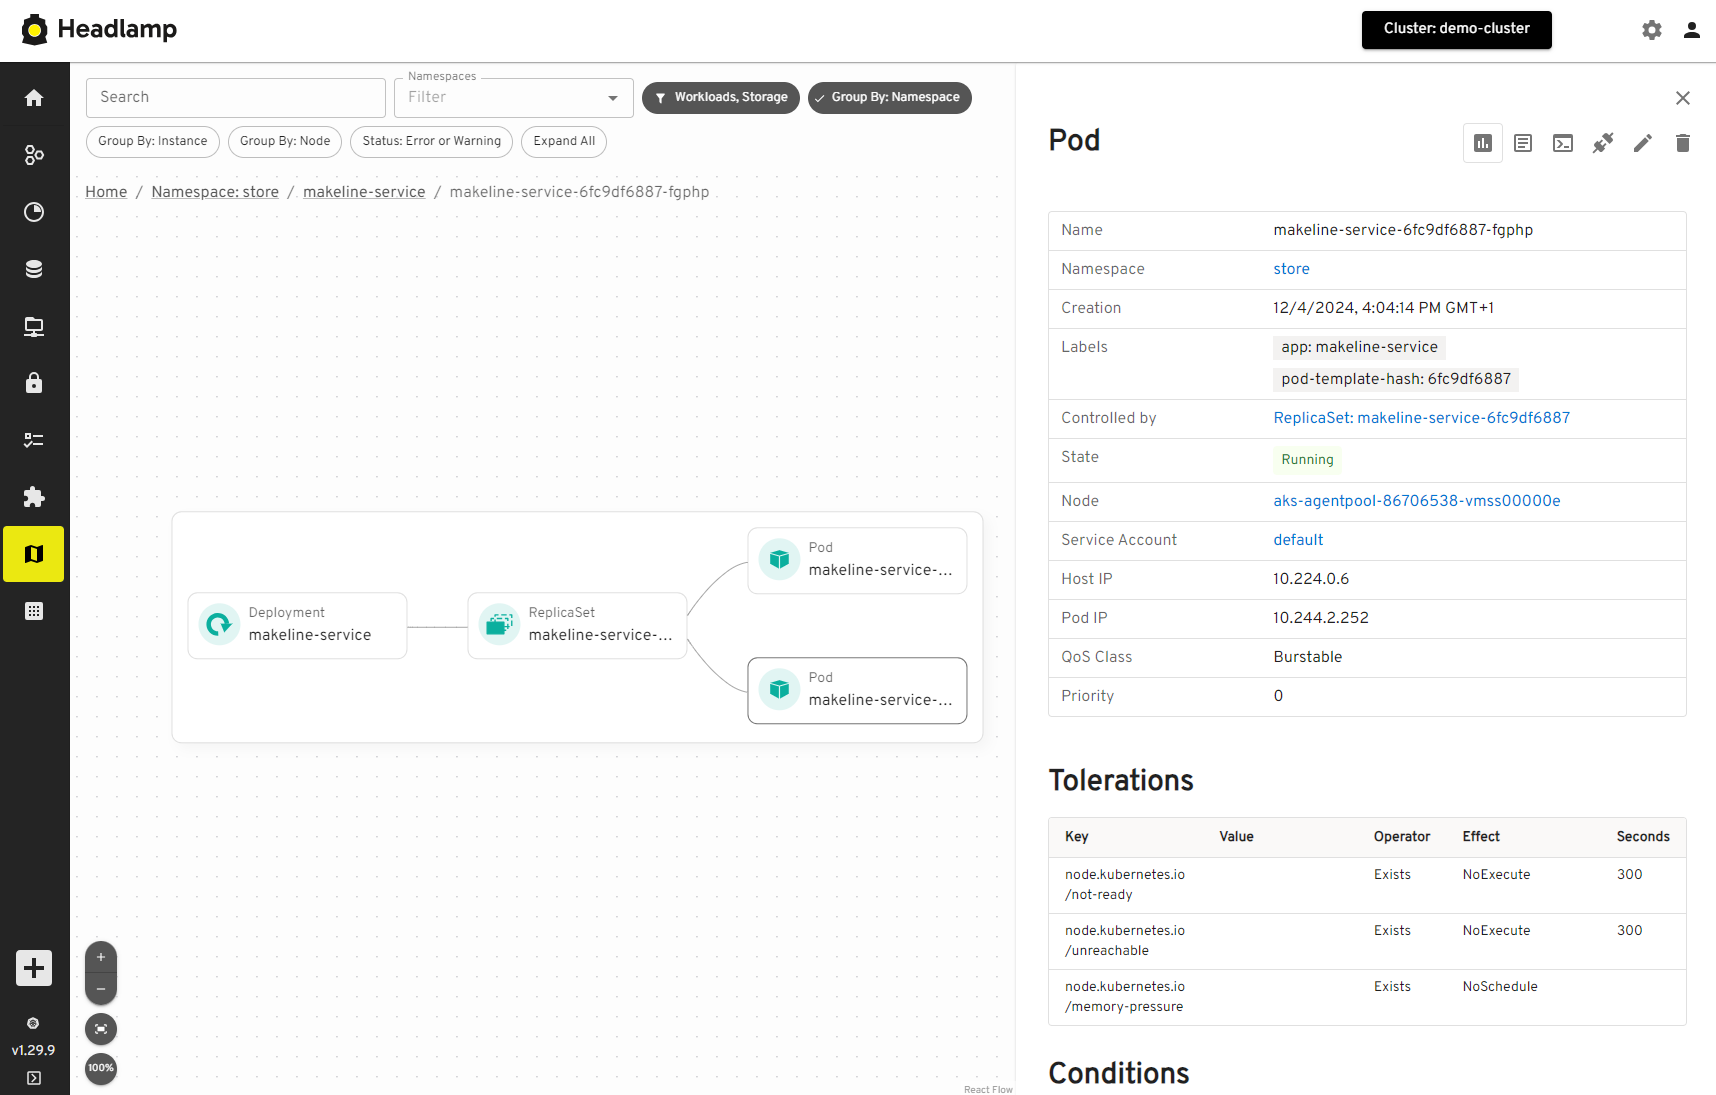 Headlamp
Cluster: demo-cluster
Search
Namespaces
Filter
Workloads, Storage
Group By: Namespace
Group By: Instance
Group By: Node
Status: Error or Warning
Expand All
Home / Namespace: store / makeline-service / makeline-service-6fc9df6887-fgphp
Deployment
makeline-service
ReplicaSet
makeline-service-...
Pod
makeline-service-...
Pod
makeline-service-...
+
−
100%
v1.29.9
React Flow
Pod
Name makeline-service-6fc9df6887-fgphp
Namespace store
Creation 12/4/2024, 4:04:14 PM GMT+1
Labels app: makeline-service
pod-template-hash: 6fc9df6887
Controlled by ReplicaSet: makeline-service-6fc9df6887
State Running
Node aks-agentpool-86706538-vmss00000e
Service Account default
Host IP 10.224.0.6
Pod IP 10.244.2.252
QoS Class Burstable
Priority 0
Tolerations
Key Value Operator Effect Seconds
node.kubernetes.io Exists NoExecute 300
/not-ready
node.kubernetes.io Exists NoExecute 300
/unreachable
node.kubernetes.io Exists NoSchedule
/memory-pressure
Conditions